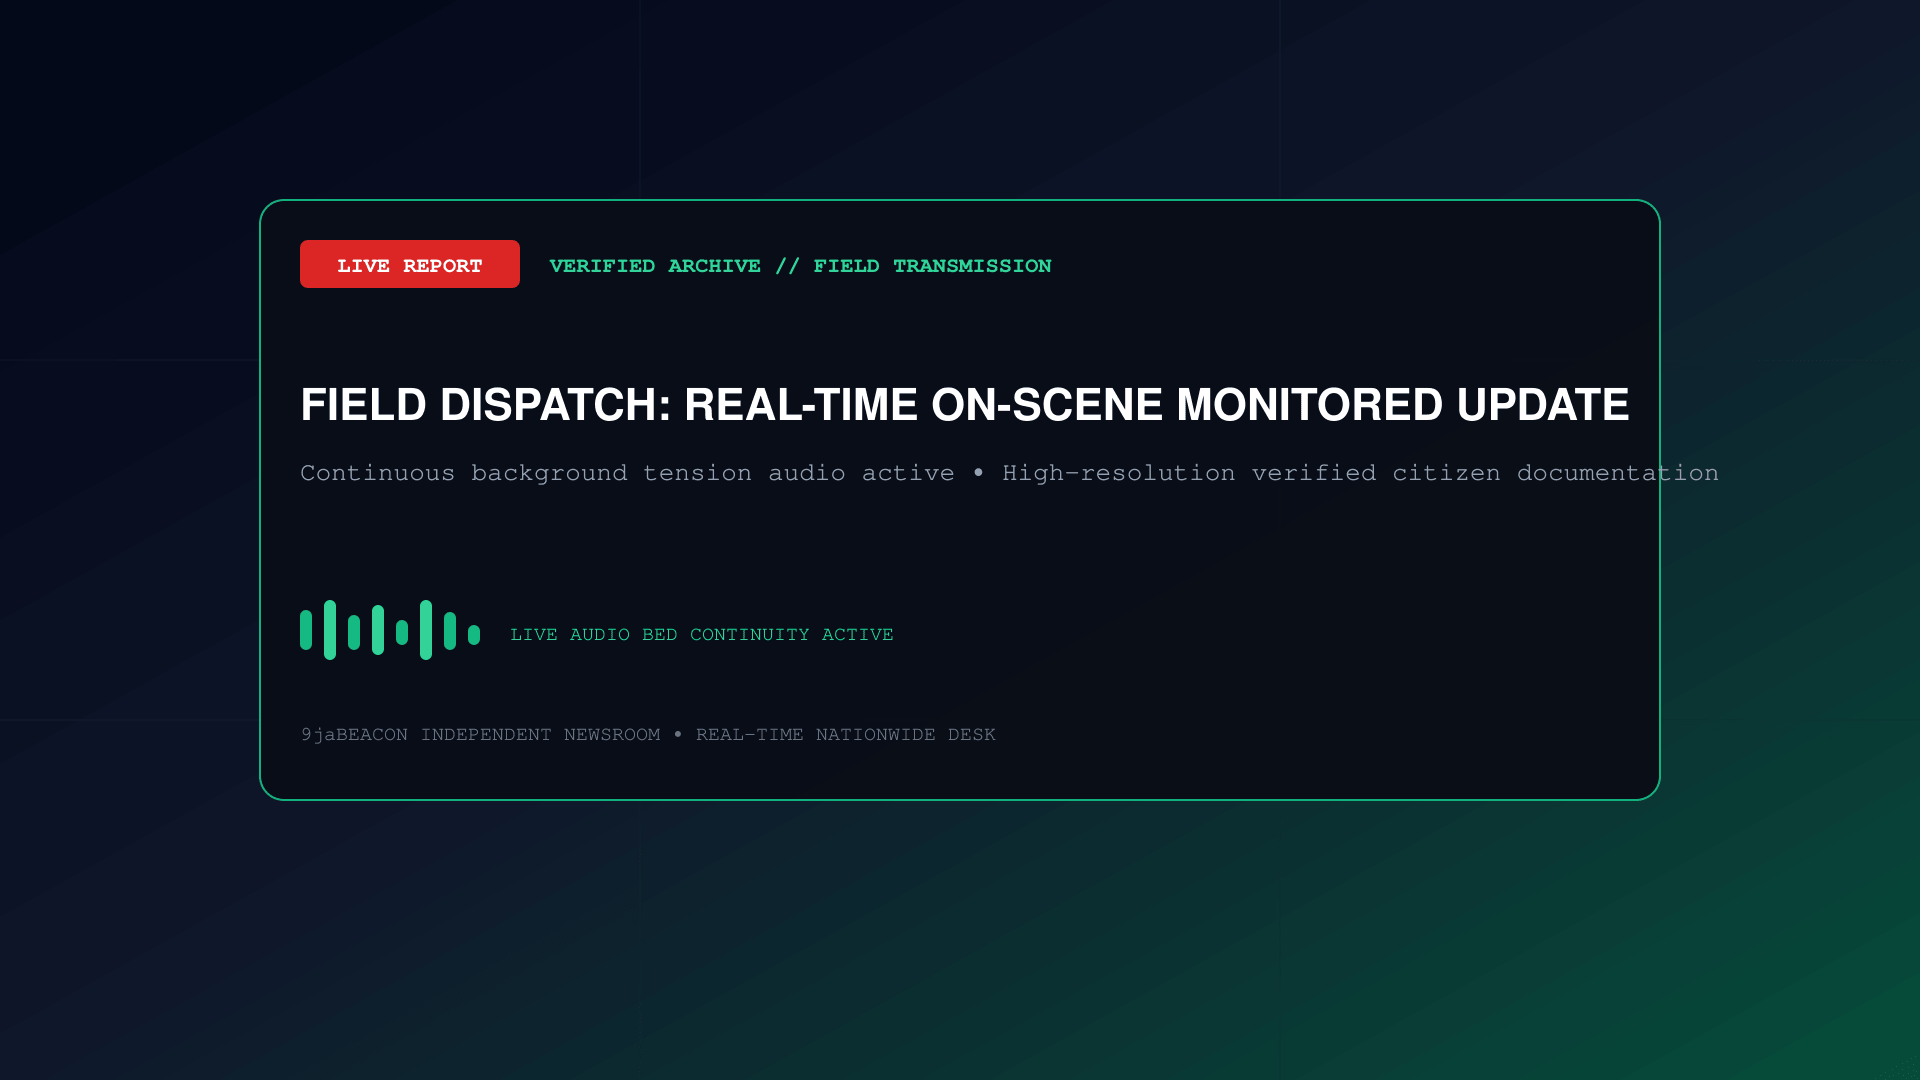 LIVE REPORT
VERIFIED ARCHIVE // FIELD TRANSMISSION
FIELD DISPATCH: REAL-TIME ON-SCENE MONITORED UPDATE
Continuous background tension audio active • High-resolution verified citizen documentation
LIVE AUDIO BED CONTINUITY ACTIVE
9jaBEACON INDEPENDENT NEWSROOM • REAL-TIME NATIONWIDE DESK